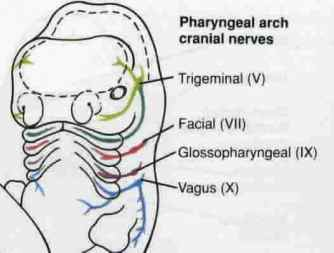 Pharyngeal arch
cranial nerves
Trigeminal (V)
Facial (VII)
Glossopharyngeal (IX)
Vagus (X)